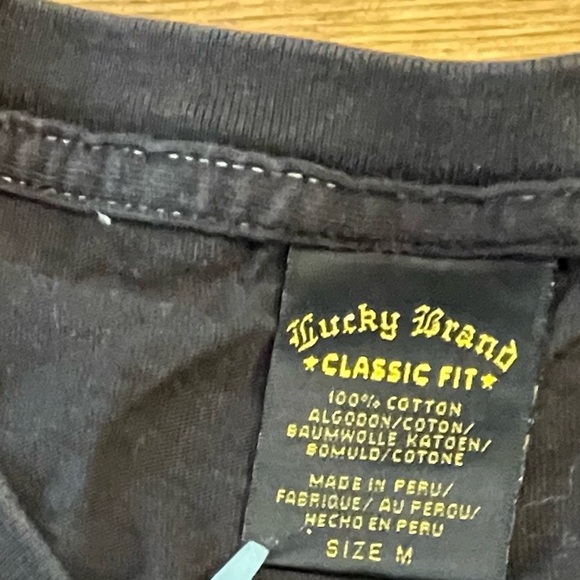 Lucky Brand
★CLASSIC FIT★
100% COTTON
ALGODON/COTON/
BAUMWOLLE KATOEN/
BOMULD/COTONE
MADE IN PERU/
FABRIQUE/ AU PEROU/
HECHO EN PERU
SIZE M